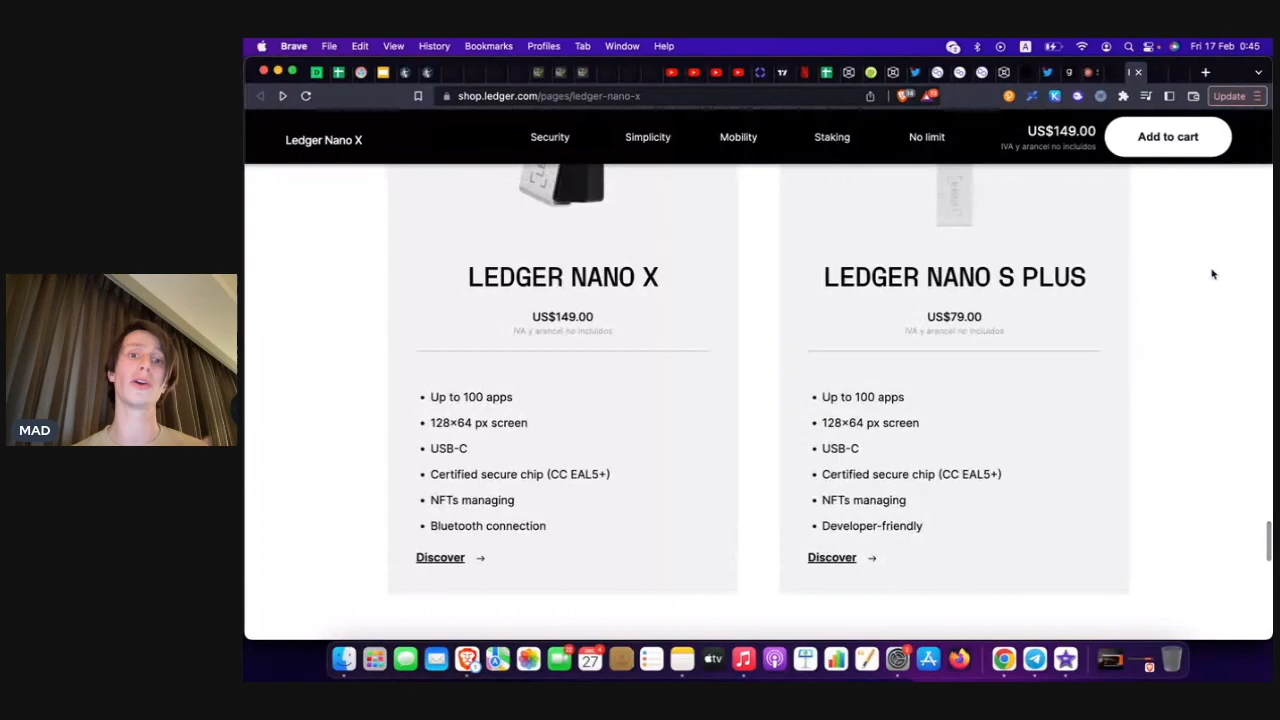 Brave File Edit View History Bookmarks Profiles Tab Window Help
Fri 17 Feb 0:45
shop.ledger.com/pages/ledger-nano-x
Update
Ledger Nano X
Security
Simplicity
Mobility
Staking
No limit
US$149.00
IVA y arancel no incluidos
Add to cart
LEDGER NANO X
US$149.00
IVA y arancel no incluidos
• Up to 100 apps
• 128×64 px screen
• USB-C
• Certified secure chip (CC EAL5+)
• NFTs managing
• Bluetooth connection
Discover →
LEDGER NANO S PLUS
US$79.00
IVA y arancel no incluidos
• Up to 100 apps
• 128×64 px screen
• USB-C
• Certified secure chip (CC EAL5+)
• NFTs managing
• Developer-friendly
Discover →
MAD
27
tv